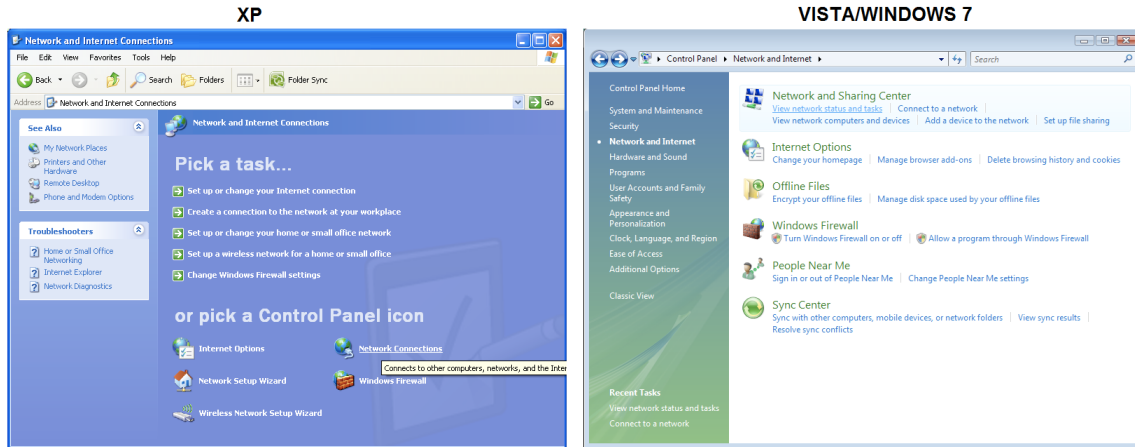 XP
Network and Internet Connections
File Edit View Favorites Tools Help
Back Search Folders Folder Sync
Address Network and Internet Connections Go
See Also
My Network Places
Printers and Other
Hardware
Remote Desktop
Phone and Modem Options
Troubleshooters
Home or Small Office
Networking
Internet Explorer
Network Diagnostics
Network and Internet Connections
Pick a task...
Set up or change your Internet connection
Create a connection to the network at your workplace
Set up or change your home or small office network
Set up a wireless network for a home or small office
Change Windows Firewall settings
or pick a Control Panel icon
Internet Options Network Connections
Connects to other computers, networks, and the Inter
Network Setup Wizard Windows Firewall
Wireless Network Setup Wizard
VISTA/WINDOWS 7
Control Panel Network and Internet Search
Control Panel Home
System and Maintenance
Security
Network and Internet
Hardware and Sound
Programs
User Accounts and Family
Safety
Appearance and
Personalization
Clock, Language, and Region
Ease of Access
Additional Options
Classic View
Recent Tasks
View network status and tasks
Connect to a network
Network and Sharing Center
View network status and tasks Connect to a network
View network computers and devices Add a device to the network Set up file sharing
Internet Options
Change your homepage Manage browser add-ons Delete browsing history and cookies
Offline Files
Encrypt your offline files Manage disk space used by your offline files
Windows Firewall
Turn Windows Firewall on or off Allow a program through Windows Firewall
People Near Me
Sign in or out of People Near Me Change People Near Me settings
Sync Center
Sync with other computers, mobile devices, or network folders View sync results
Resolve sync conflicts